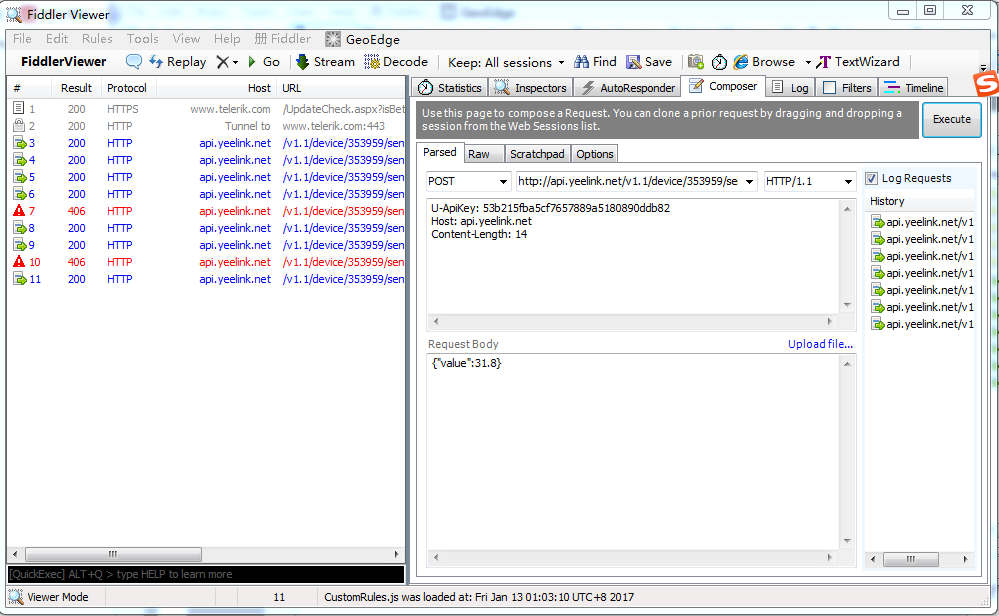 Fiddler Viewer
File Edit Rules Tools View Help Fiddler GeoEdge
FiddlerViewer Replay Go Stream Decode Keep: All sessions Find Save Browse TextWizard
# Result Protocol Host URL
1 200 HTTPS www.telerik.com /UpdateCheck.aspx?isBet
2 200 HTTP Tunnel to www.telerik.com:443
3 200 HTTP api.yeelink.net /v1.1/device/353959/sen
4 200 HTTP api.yeelink.net /v1.1/device/353959/sen
5 200 HTTP api.yeelink.net /v1.1/device/353959/sen
6 200 HTTP api.yeelink.net /v1.1/device/353959/sen
7 406 HTTP api.yeelink.net /v1.1/device/353959/sen
8 200 HTTP api.yeelink.net /v1.1/device/353959/sen
9 200 HTTP api.yeelink.net /v1.1/device/353959/sen
10 406 HTTP api.yeelink.net /v1.1/device/353959/sen
11 200 HTTP api.yeelink.net /v1.1/device/353959/sen
[QuickExec] ALT+Q > type HELP to learn more
Statistics Inspectors AutoResponder Composer Log Filters Timeline
Use this page to compose a Request. You can clone a prior request by dragging and dropping a
session from the Web Sessions list.
Execute
Parsed Raw Scratchpad Options
POST http://api.yeelink.net/v1.1/device/353959/se HTTP/1.1
U-ApiKey: 53b215fba5cf7657889a5180890ddb82
Host: api.yeelink.net
Content-Length: 14
Request Body Upload file...
{"value":31.8}
Log Requests
History
api.yeelink.net/v1
api.yeelink.net/v1
api.yeelink.net/v1
api.yeelink.net/v1
api.yeelink.net/v1
api.yeelink.net/v1
api.yeelink.net/v1
Viewer Mode 11 CustomRules.js was loaded at: Fri Jan 13 01:03:10 UTC+8 2017